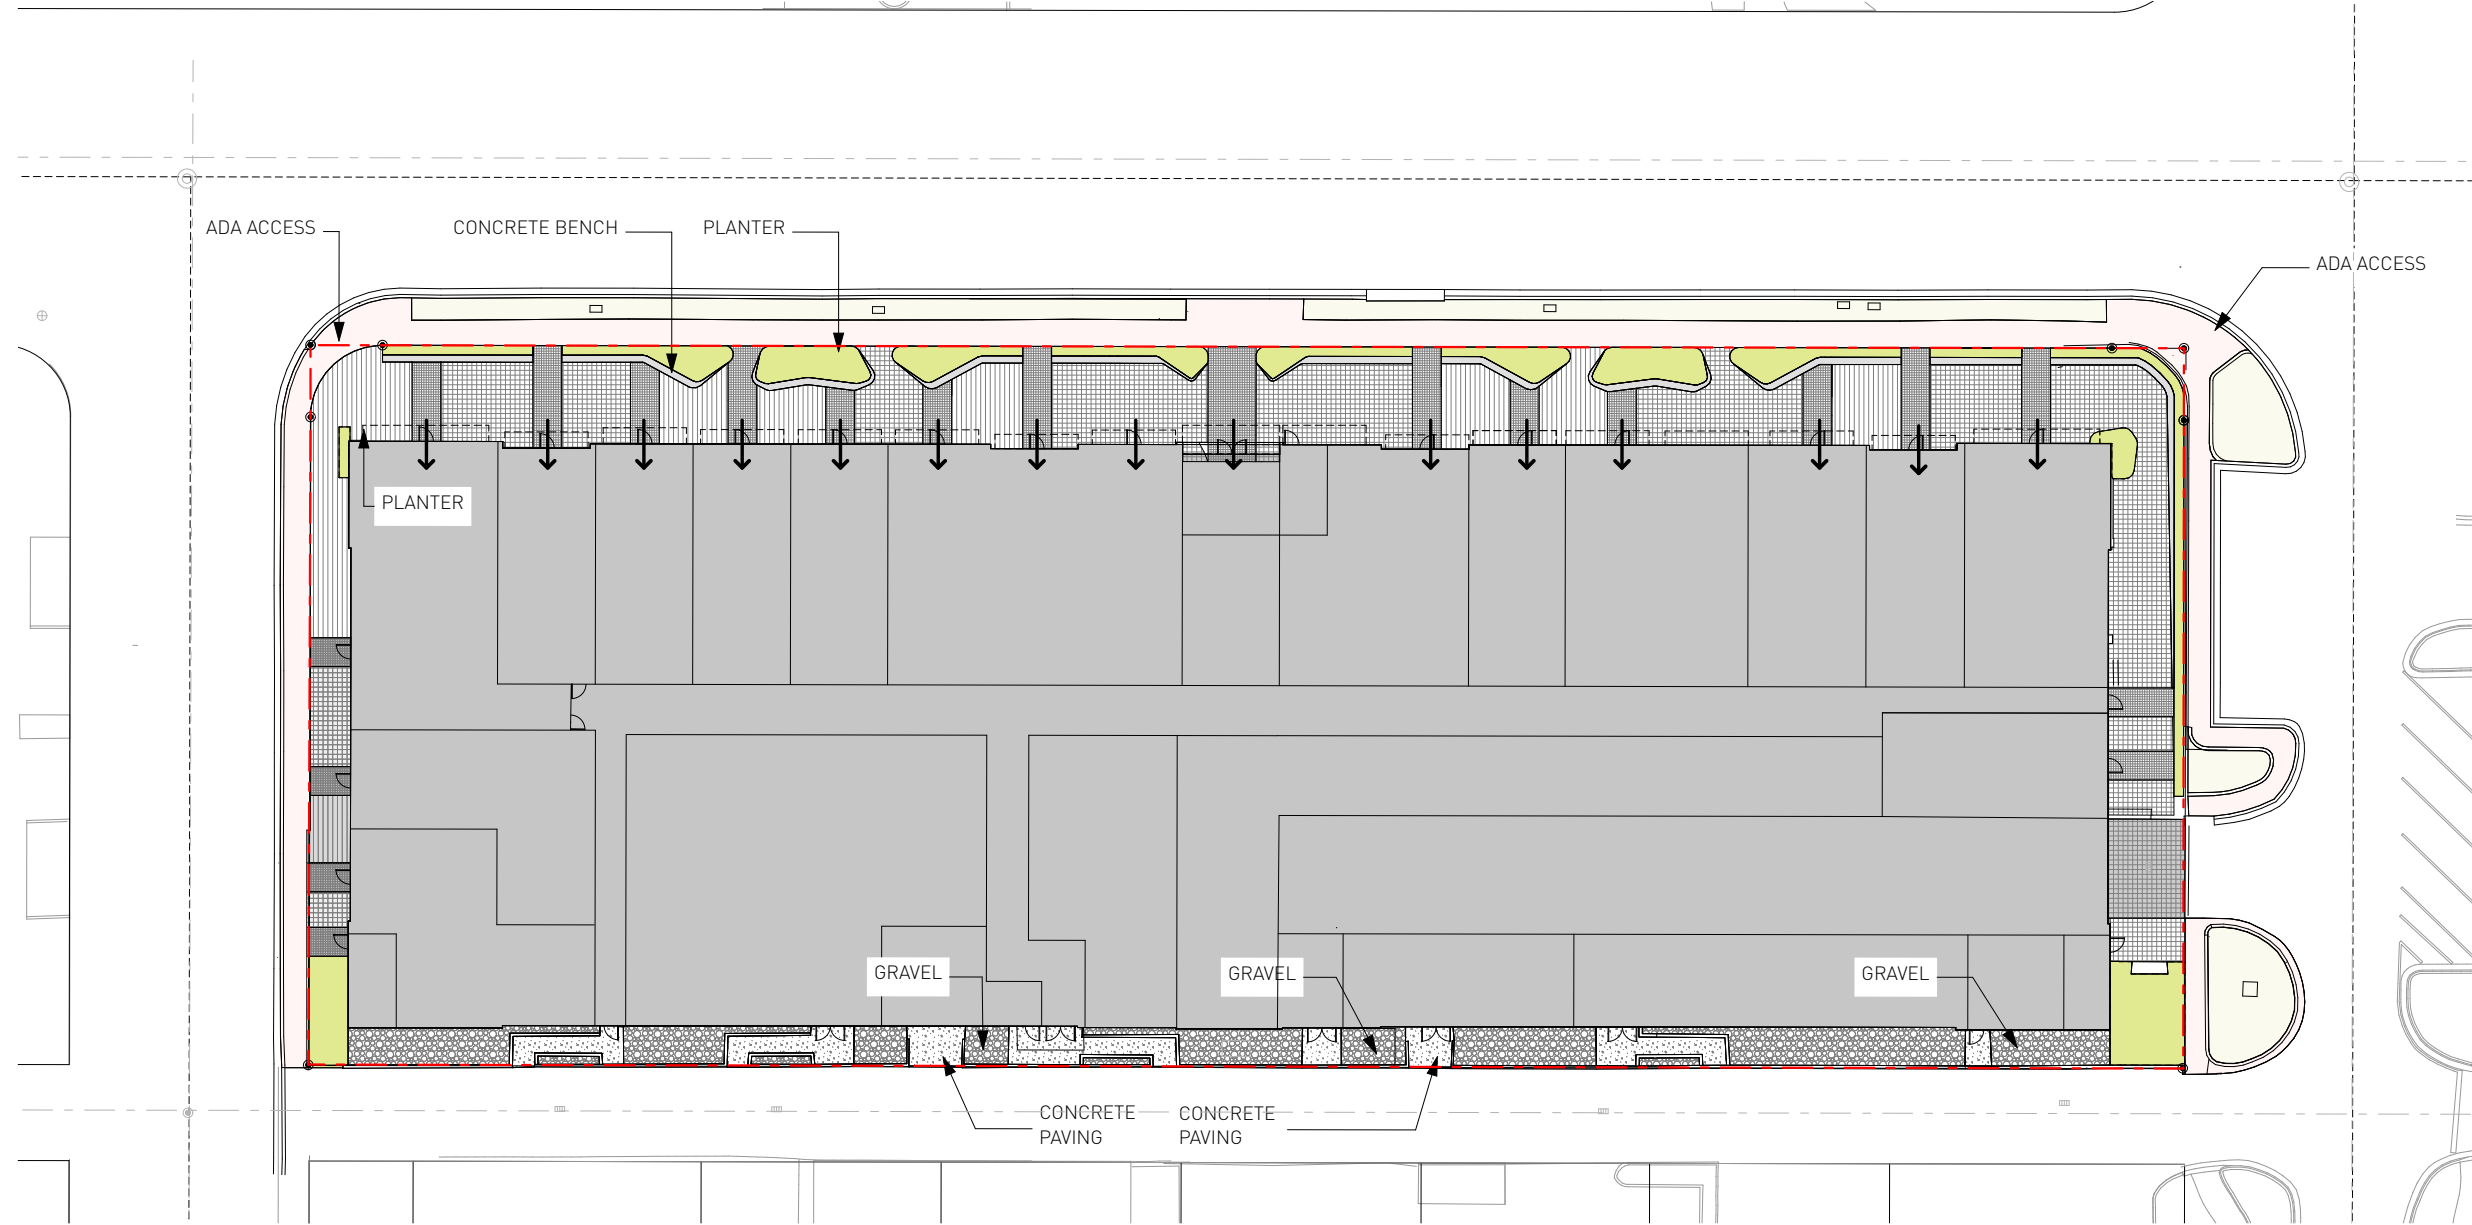 ADA ACCESS
CONCRETE BENCH
PLANTER
ADA ACCESS
PLANTER
GRAVEL
GRAVEL
GRAVEL
CONCRETE
PAVING
CONCRETE
PAVING